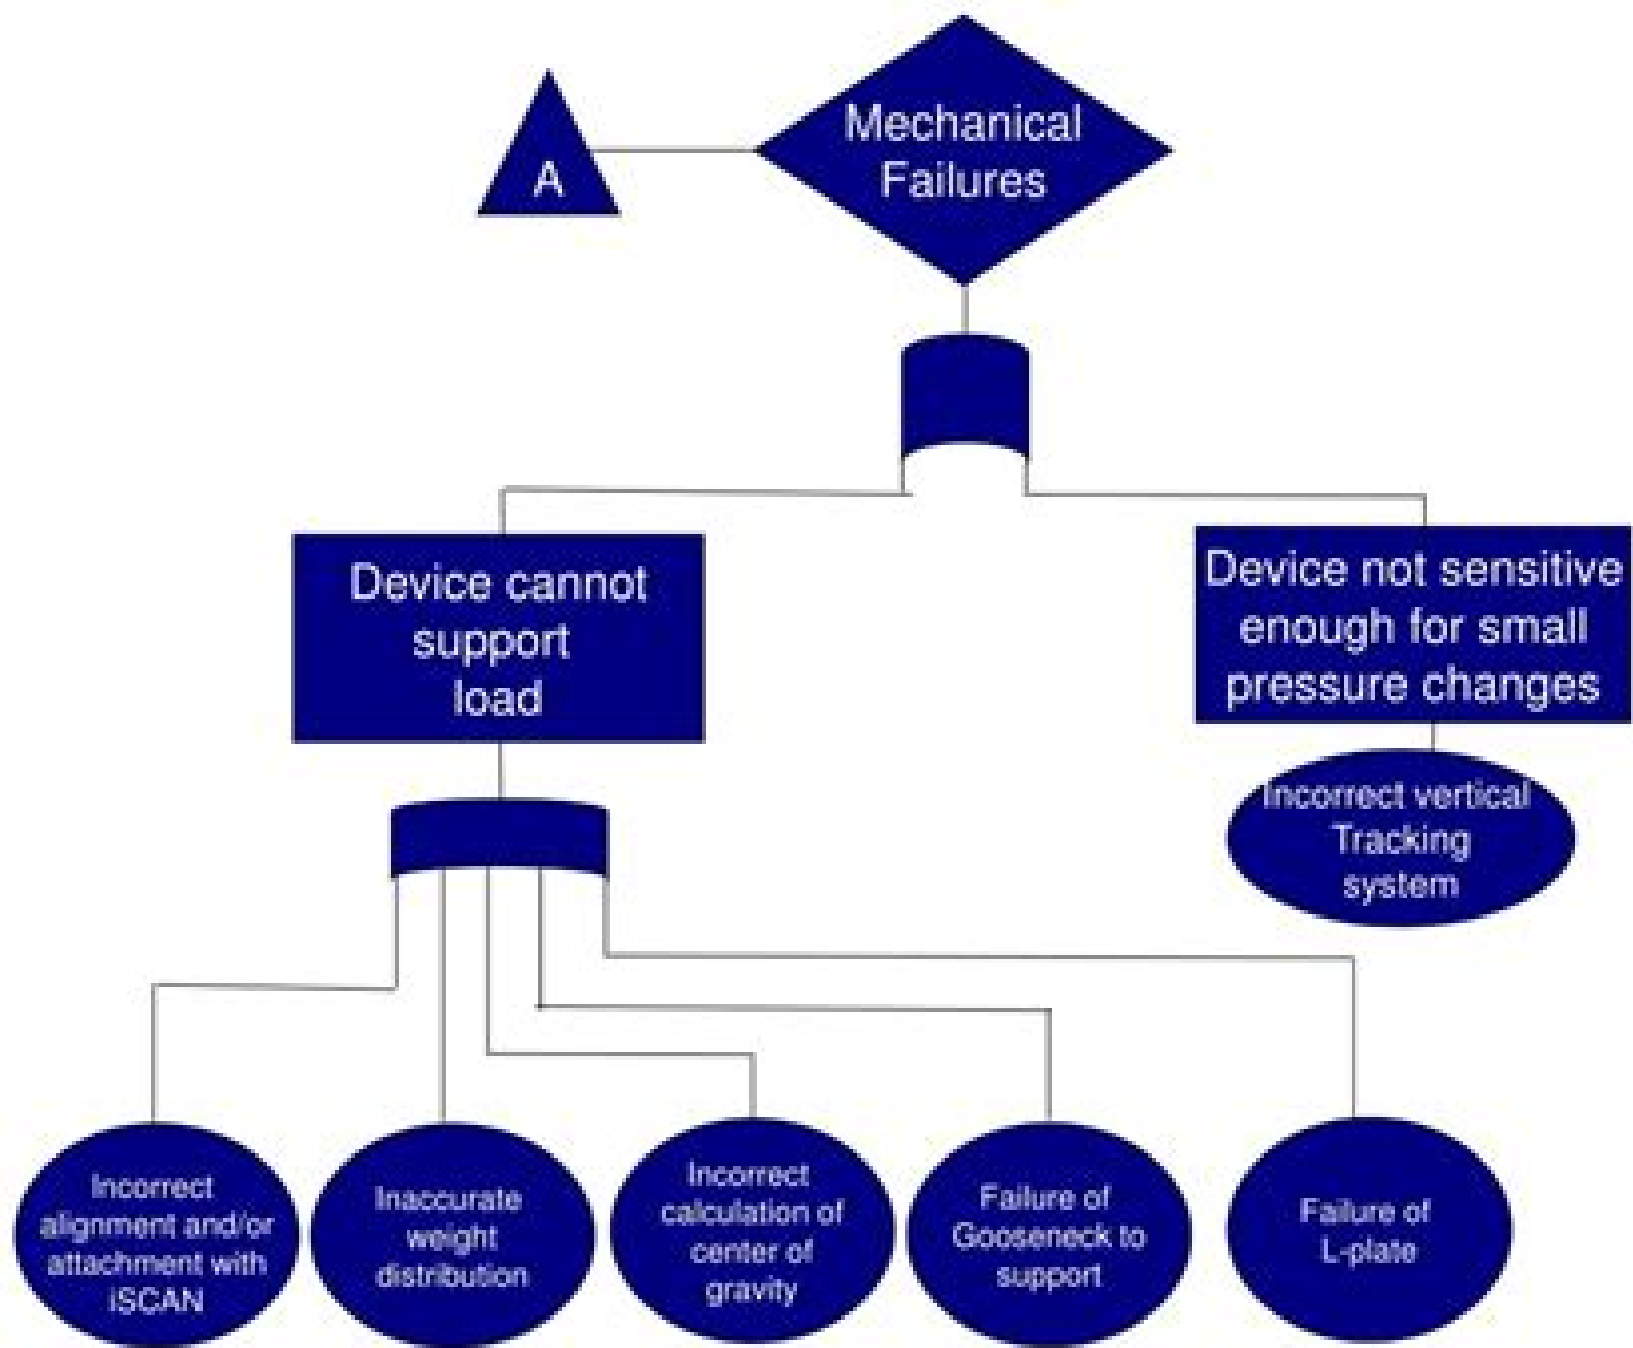 A
Mechanical
Failures
Device cannot
support
load
Device not sensitive
enough for small
pressure changes
Incorrect vertical
Tracking
system
Incorrect
alignment and/or
attachment with
iSCAN
Inaccurate
weight
distribution
Incorrect
calculation of
center of
gravity
Failure of
Gooseneck to
support
Failure of
L-plate